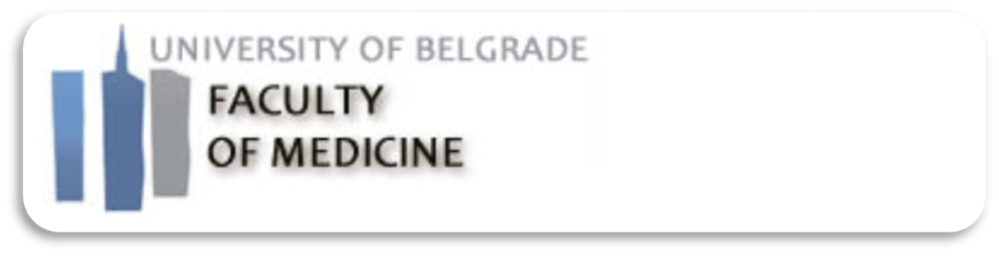 UNIVERSITY OF BELGRADE
FACULTY
OF MEDICINE